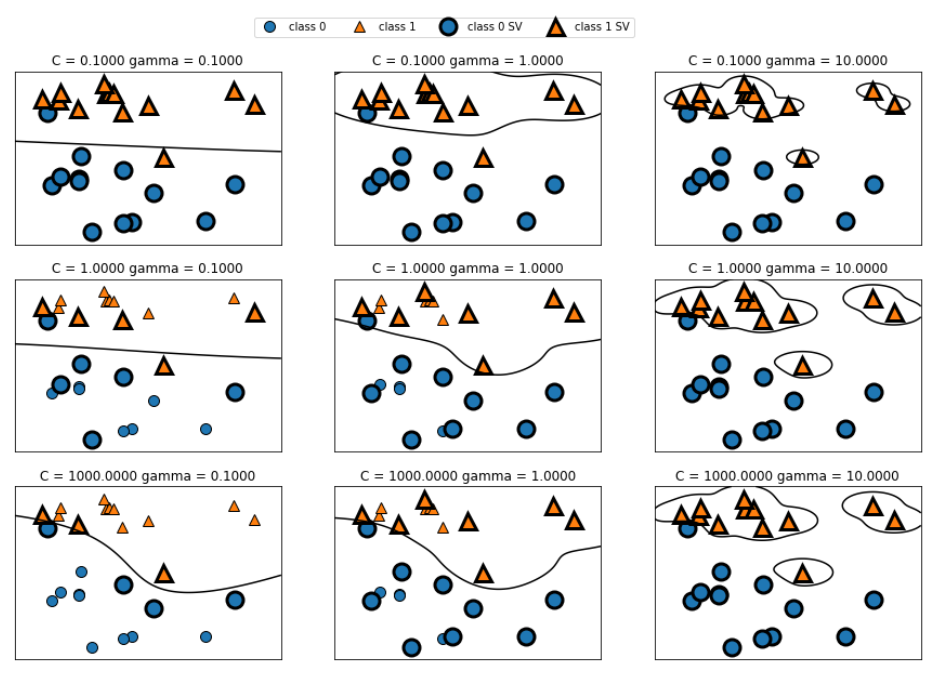 class 0 class 1 class 0 SV class 1 SV
C = 0.1000 gamma = 0.1000
C = 0.1000 gamma = 1.0000
C = 0.1000 gamma = 10.0000
C = 1.0000 gamma = 0.1000
C = 1.0000 gamma = 1.0000
C = 1.0000 gamma = 10.0000
C = 1000.0000 gamma = 0.1000
C = 1000.0000 gamma = 1.0000
C = 1000.0000 gamma = 10.0000